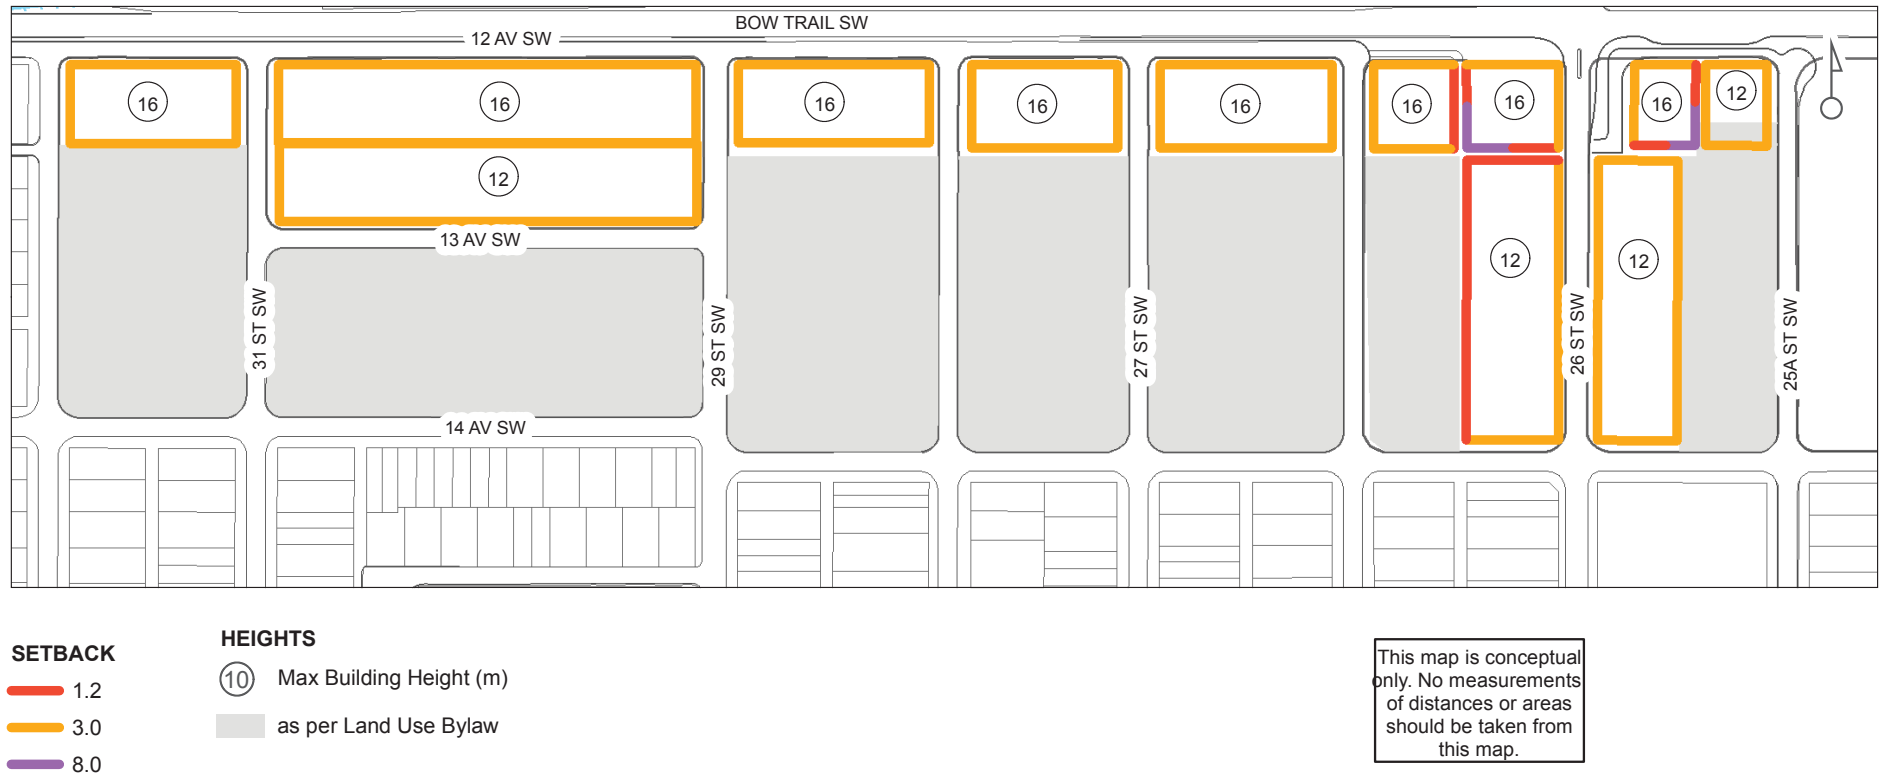 BOW TRAIL SW
12 AV SW
16
16
16
16
16
16
16
16
12
12
13 AV SW
12
12
31 ST SW
29 ST SW
27 ST SW
26 ST SW
25A ST SW
14 AV SW
SETBACK
1.2
3.0
8.0
HEIGHTS
10 Max Building Height (m)
as per Land Use Bylaw
This map is conceptual
only. No measurements
of distances or areas
should be taken from
this map.